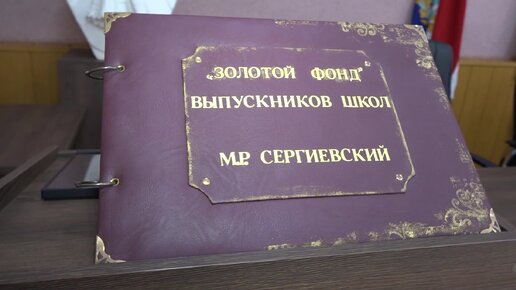 „ЗОЛОТОЙ ФОНД"
ВЫПУСКНИКОВ ШКОЛ
М.Р. СЕРГИЕВСКИЙ